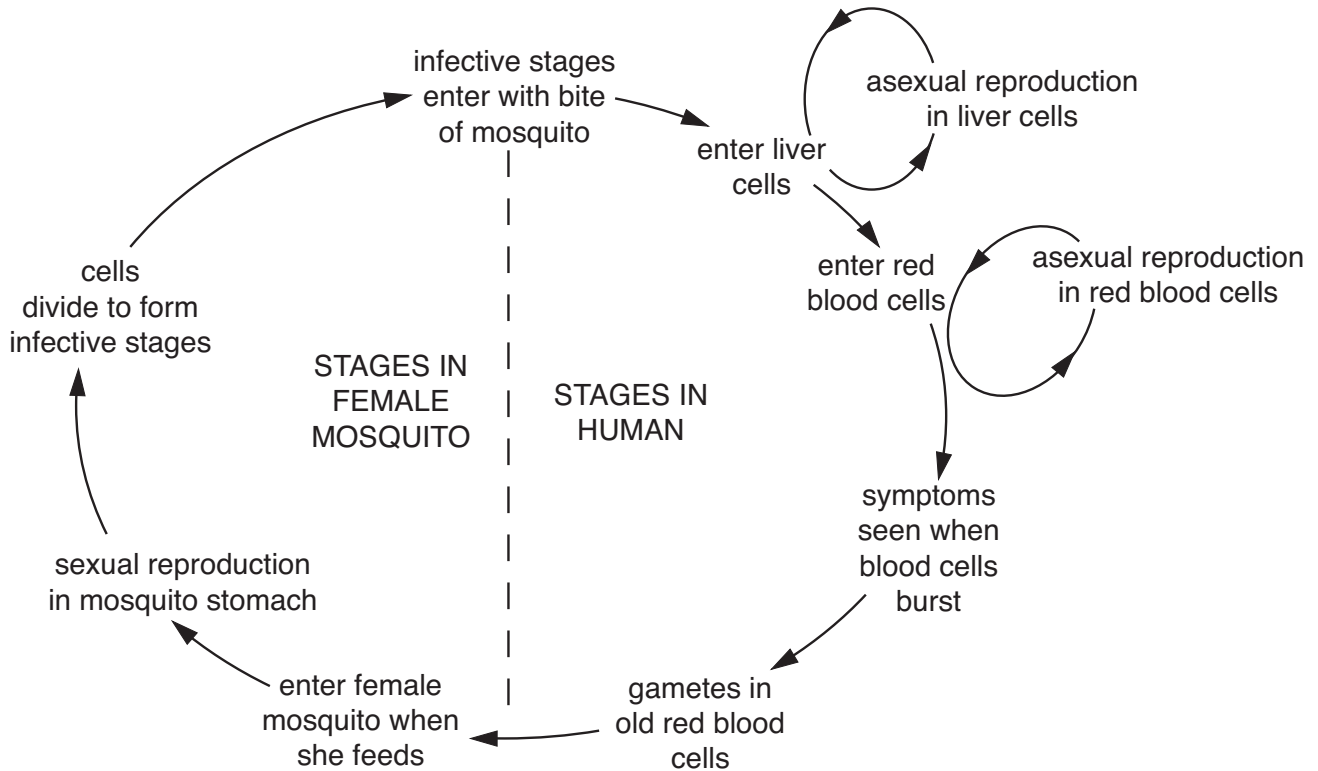 infective stages
enter with bite
of mosquito
asexual reproduction
in liver cells
enter liver
cells
enter red
blood cells
asexual reproduction
in red blood cells
cells
divide to form
infective stages
STAGES IN
FEMALE
MOSQUITO
STAGES IN
HUMAN
symptoms
seen when
blood cells
burst
sexual reproduction
in mosquito stomach
enter female
mosquito when
she feeds
gametes in
old red blood
cells